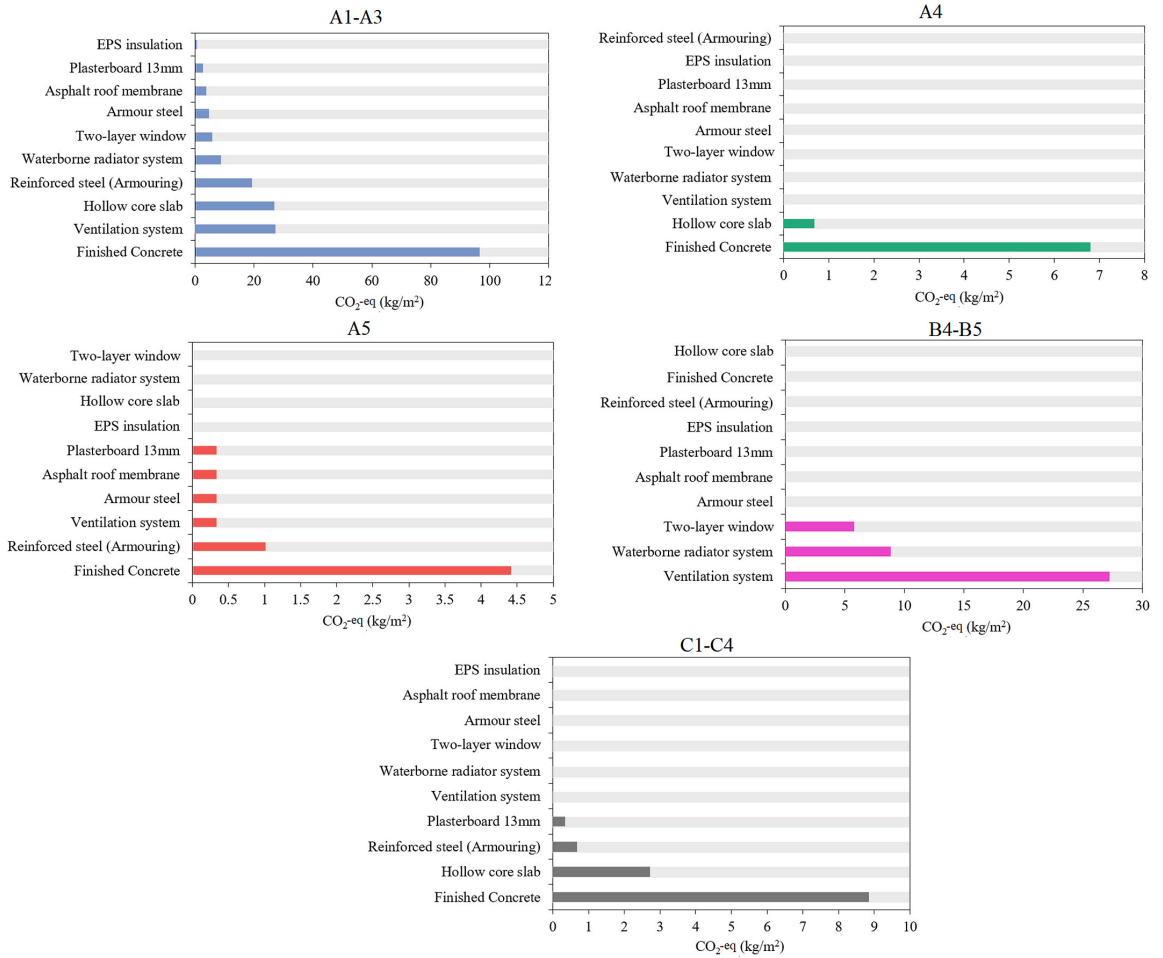 A1-A3
EPS insulation
Plasterboard 13mm
Asphalt roof membrane
Armour steel
Two-layer window
Waterborne radiator system
Reinforced steel (Armouring)
Hollow core slab
Ventilation system
Finished Concrete
0 20 40 60 80 100 12
CO₂-eq (kg/m²)
A4
Reinforced steel (Armouring)
EPS insulation
Plasterboard 13mm
Asphalt roof membrane
Armour steel
Two-layer window
Waterborne radiator system
Ventilation system
Hollow core slab
Finished Concrete
0 1 2 3 4 5 6 7 8
CO₂-eq (kg/m²)
A5
Two-layer window
Waterborne radiator system
Hollow core slab
EPS insulation
Plasterboard 13mm
Asphalt roof membrane
Armour steel
Ventilation system
Reinforced steel (Armouring)
Finished Concrete
0 0.5 1 1.5 2 2.5 3 3.5 4 4.5 5
CO₂-eq (kg/m²)
B4-B5
Hollow core slab
Finished Concrete
Reinforced steel (Armouring)
EPS insulation
Plasterboard 13mm
Asphalt roof membrane
Armour steel
Two-layer window
Waterborne radiator system
Ventilation system
0 5 10 15 20 25 30
CO₂-eq (kg/m²)
C1-C4
EPS insulation
Asphalt roof membrane
Armour steel
Two-layer window
Waterborne radiator system
Ventilation system
Plasterboard 13mm
Reinforced steel (Armouring)
Hollow core slab
Finished Concrete
0 1 2 3 4 5 6 7 8 9 10
CO₂-eq (kg/m²)